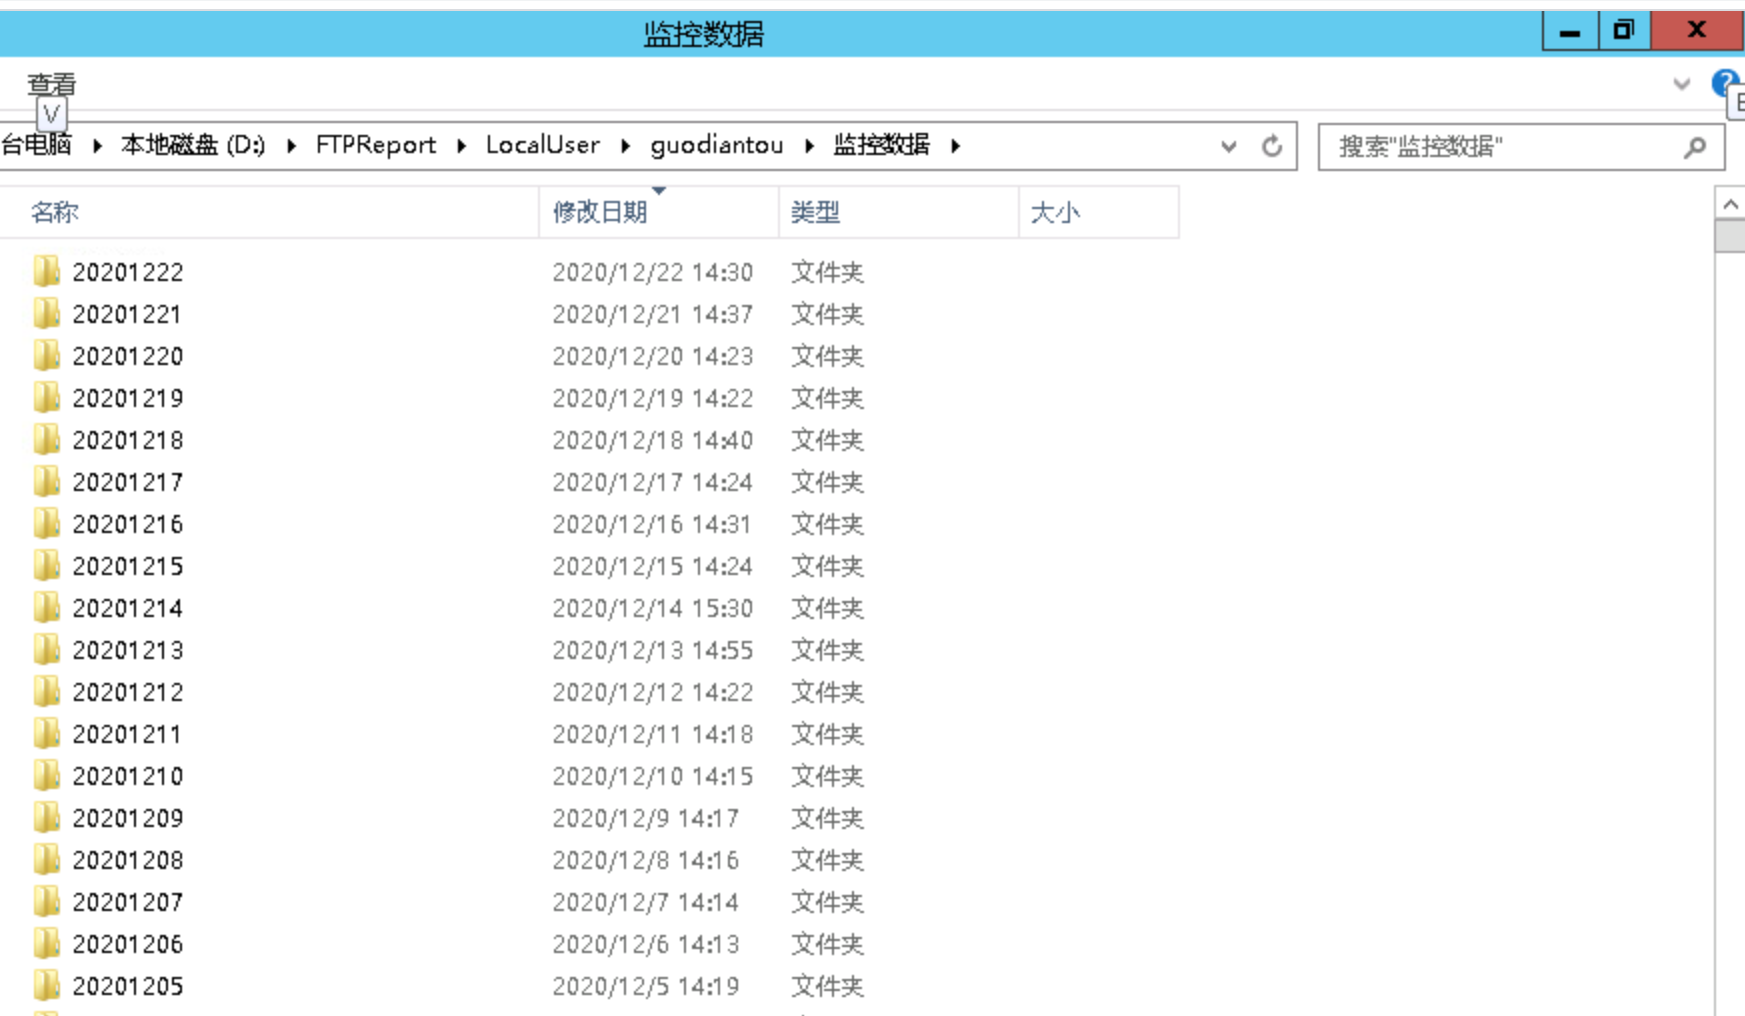 监控数据
查看
V
E
台电脑 本地磁盘 (D:) FTPReport LocalUser guodiantou 监控数据
搜索"监控数据"
名称 修改日期 类型 大小
20201222 2020/12/22 14:30 文件夹
20201221 2020/12/21 14:37 文件夹
20201220 2020/12/20 14:23 文件夹
20201219 2020/12/19 14:22 文件夹
20201218 2020/12/18 14:40 文件夹
20201217 2020/12/17 14:24 文件夹
20201216 2020/12/16 14:31 文件夹
20201215 2020/12/15 14:24 文件夹
20201214 2020/12/14 15:30 文件夹
20201213 2020/12/13 14:55 文件夹
20201212 2020/12/12 14:22 文件夹
20201211 2020/12/11 14:18 文件夹
20201210 2020/12/10 14:15 文件夹
20201209 2020/12/9 14:17 文件夹
20201208 2020/12/8 14:16 文件夹
20201207 2020/12/7 14:14 文件夹
20201206 2020/12/6 14:13 文件夹
20201205 2020/12/5 14:19 文件夹